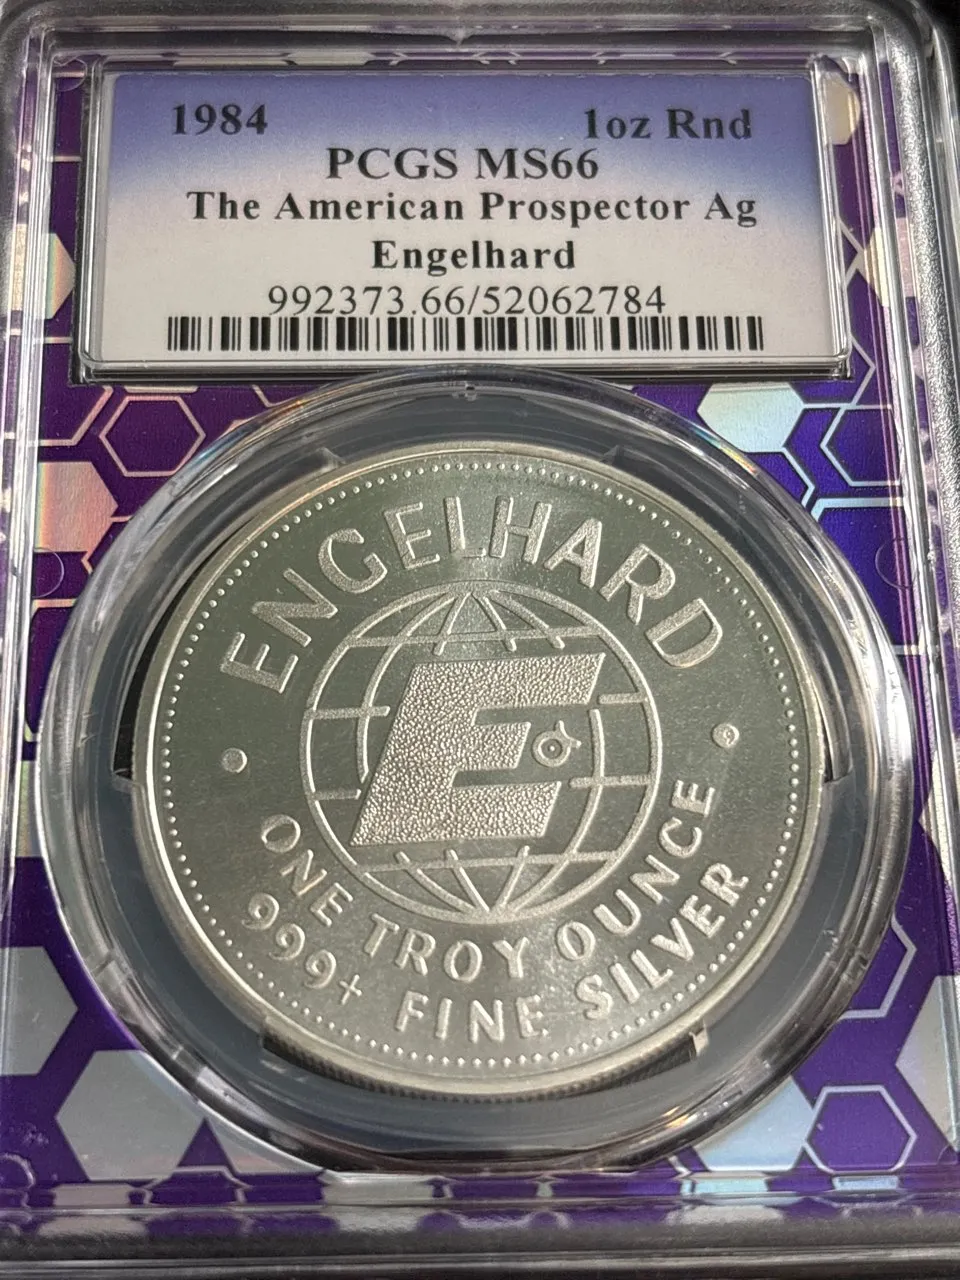 1984 1oz Rnd
PCGS MS66
The American Prospector Ag
Engelhard
992373.66/52062784
ENGELHARD
E
ONE TROY OUNCE
999+ FINE SILVER